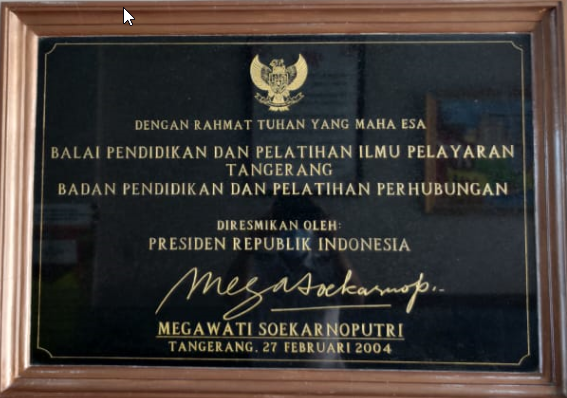 DENGAN RAHMAT TUHAN YANG MAHA ESA
BALAI PENDIDIKAN DAN PELATIHAN ILMU PELAYARAN
TANGERANG
BADAN PENDIDIKAN DAN PELATIHAN PERHUBUNGAN
DIRESMIKAN OLEH:
PRESIDEN REPUBLIK INDONESIA
Megasoekarnop.
MEGAWATI SOEKARNOPUTRI
TANGERANG, 27 FEBRUARI 2004